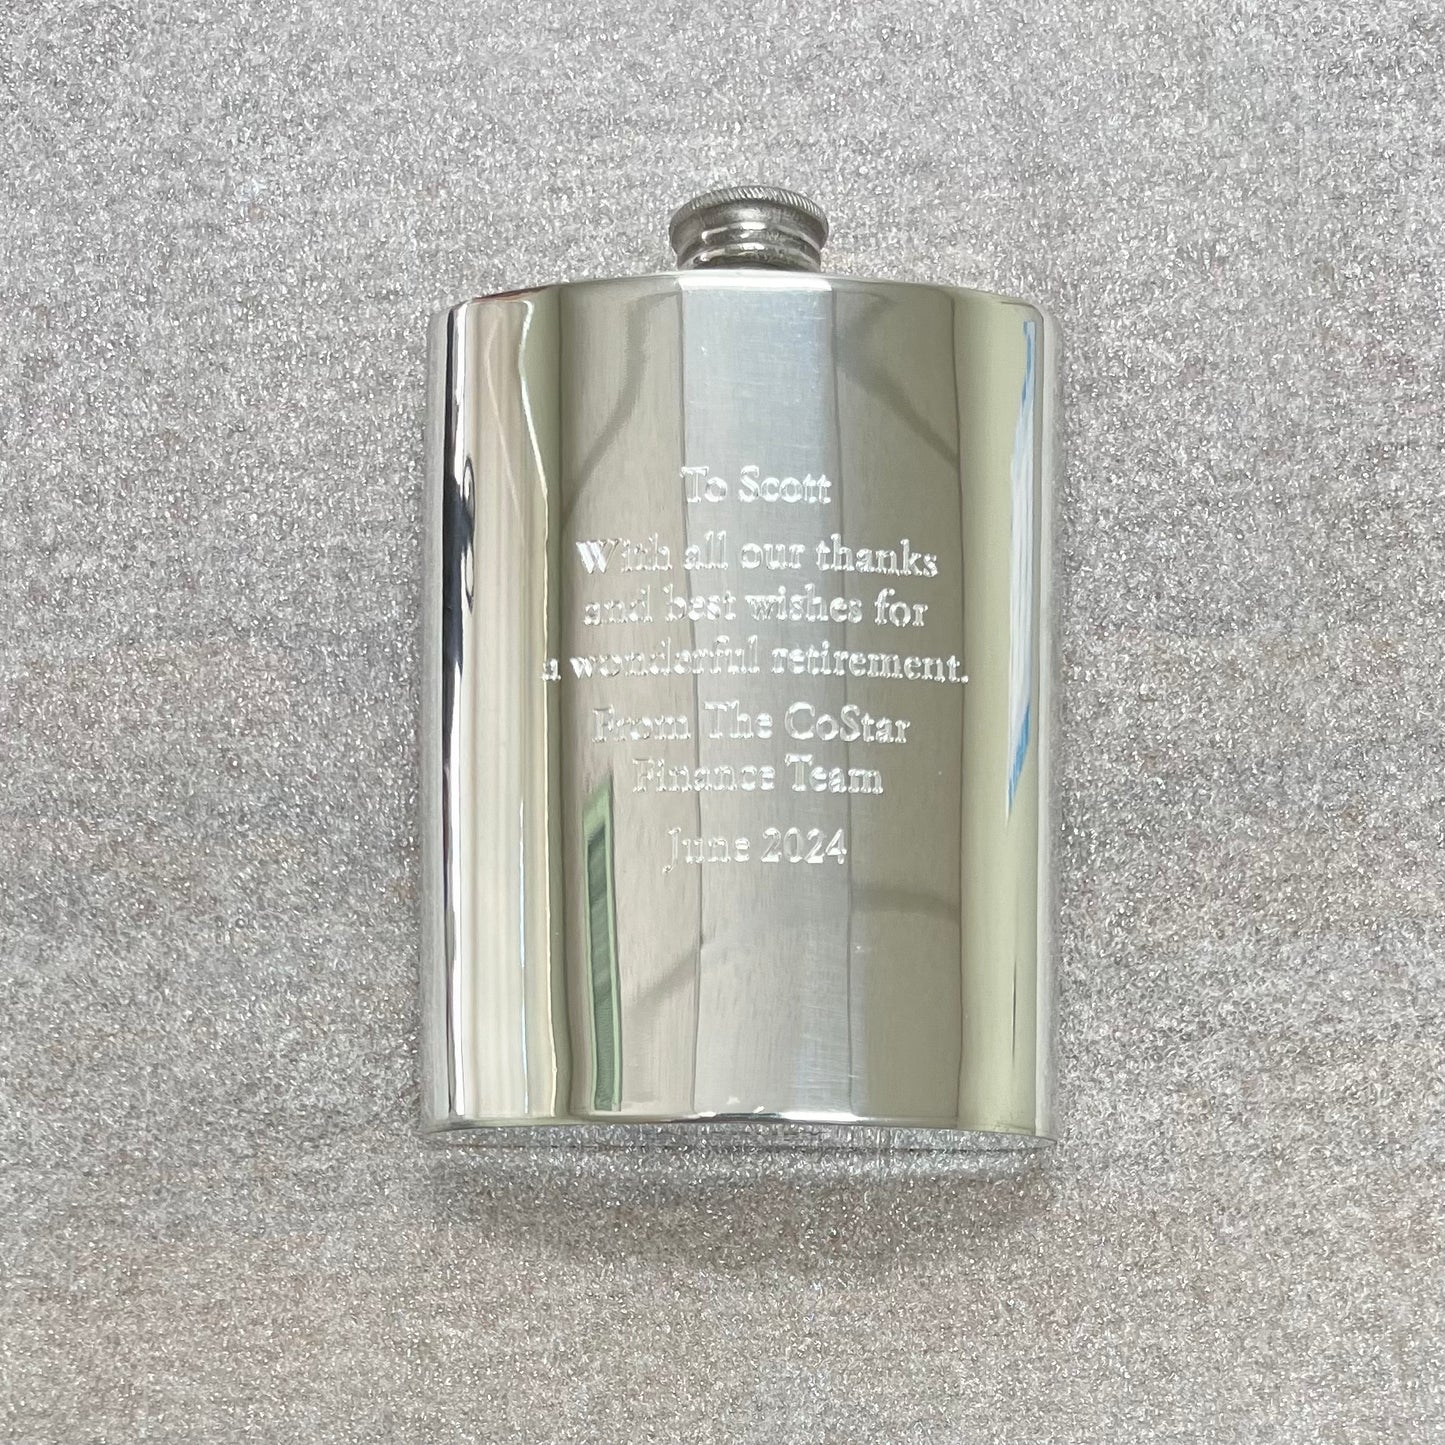 To Scott
With all our thanks
and best wishes for
a wonderful retirement.
From The CoStar
Finance Team
June 2024